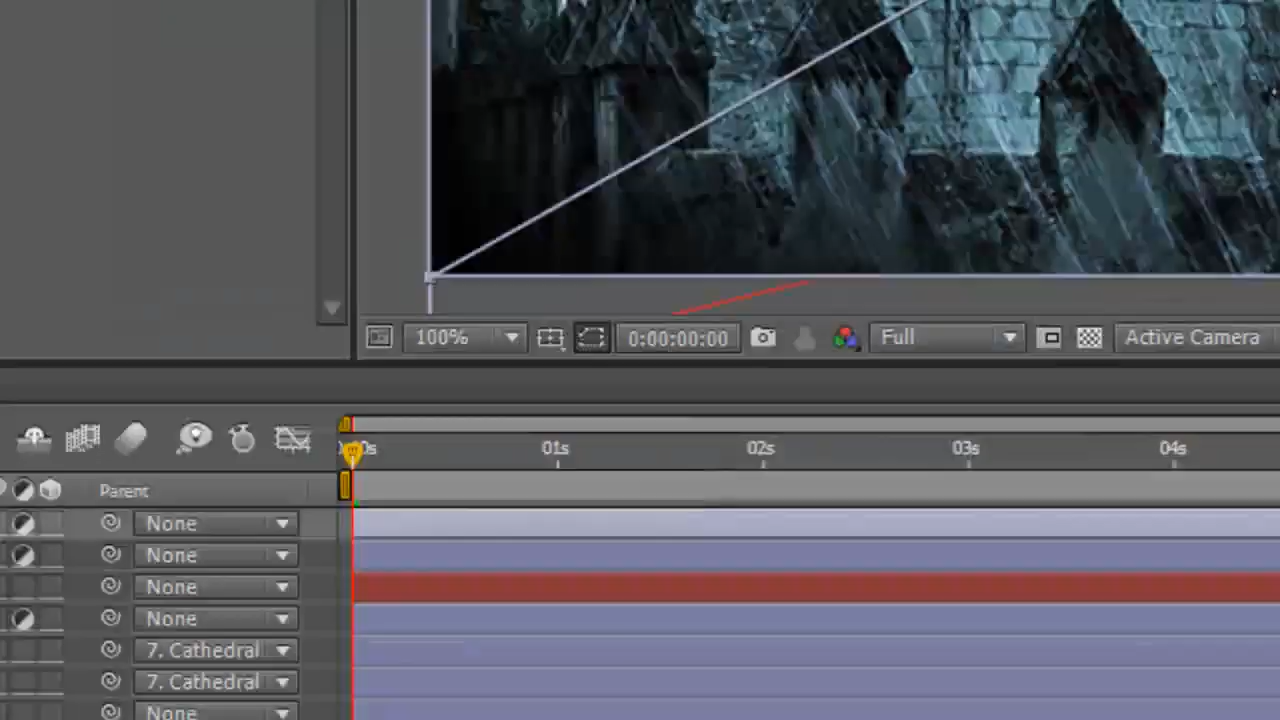 100%
0:00:00:00
Full
Active Camera
01s
02s
03s
04s
Parent
None
None
None
None
7. Cathedral
7. Cathedral
None